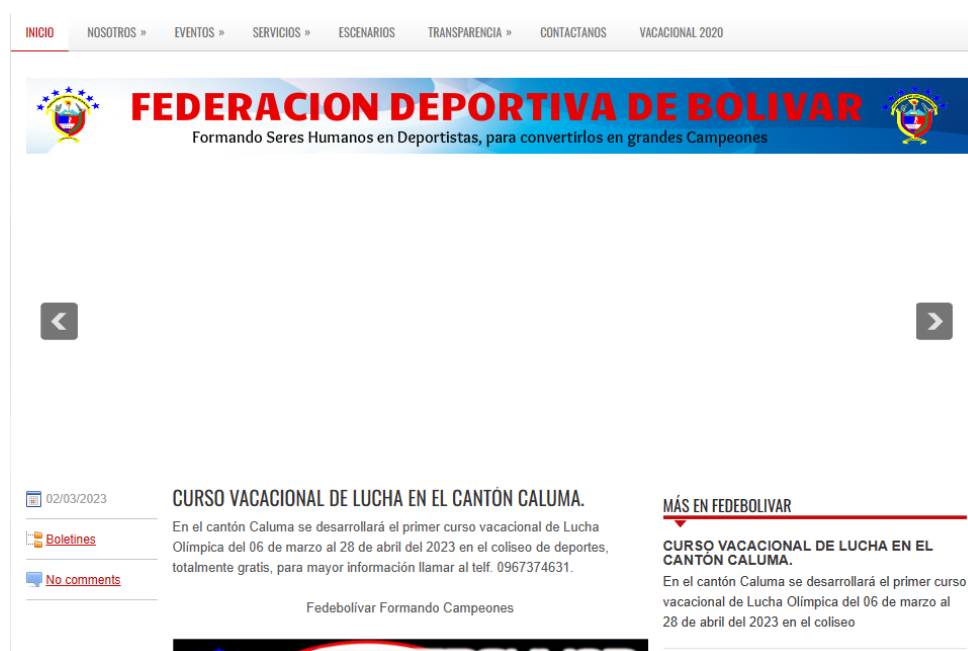 INICIO
NOSOTROS »
EVENTOS »
SERVICIOS »
ESCENARIOS
TRANSPARENCIA »
CONTACTANOS
VACACIONAL 2020
FEDERACION DEPORTIVA DE BOLIVAR
Formando Seres Humanos en Deportistas, para convertirlos en grandes Campeones
02/03/2023
Boletines
No comments
CURSO VACACIONAL DE LUCHA EN EL CANTÓN CALUMA.
En el cantón Caluma se desarrollará el primer curso vacacional de Lucha
Olímpica del 06 de marzo al 28 de abril del 2023 en el coliseo de deportes,
totalmente gratis, para mayor información llamar al telf. 0967374631.
Fedebolívar Formando Campeones
MÁS EN FEDEBOLIVAR
CURSO VACACIONAL DE LUCHA EN EL
CANTÓN CALUMA.
En el cantón Caluma se desarrollará el primer curso
vacacional de Lucha Olímpica del 06 de marzo al
28 de abril del 2023 en el coliseo